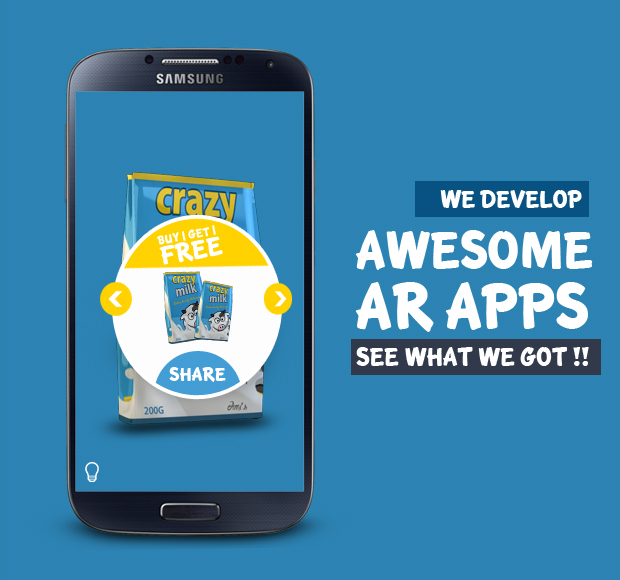 SAMSUNG
crazy
BUY 1 GET 1
FREE
crazy
milk
crazy
milk
SHARE
200G
WE DEVELOP
AWESOME
AR APPS
SEE WHAT WE GOT !!